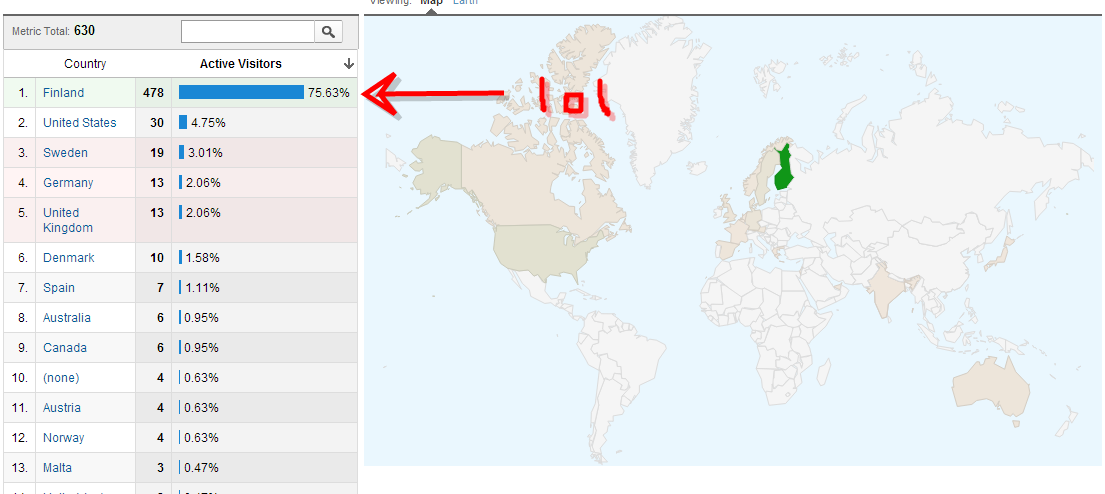 Viewing: Map Earth
Metric Total: 630
Country Active Visitors
1. Finland 478 75.63%
lol
2. United States 30 4.75%
3. Sweden 19 3.01%
4. Germany 13 2.06%
5. United Kingdom 13 2.06%
6. Denmark 10 1.58%
7. Spain 7 1.11%
8. Australia 6 0.95%
9. Canada 6 0.95%
10. (none) 4 0.63%
11. Austria 4 0.63%
12. Norway 4 0.63%
13. Malta 3 0.47%